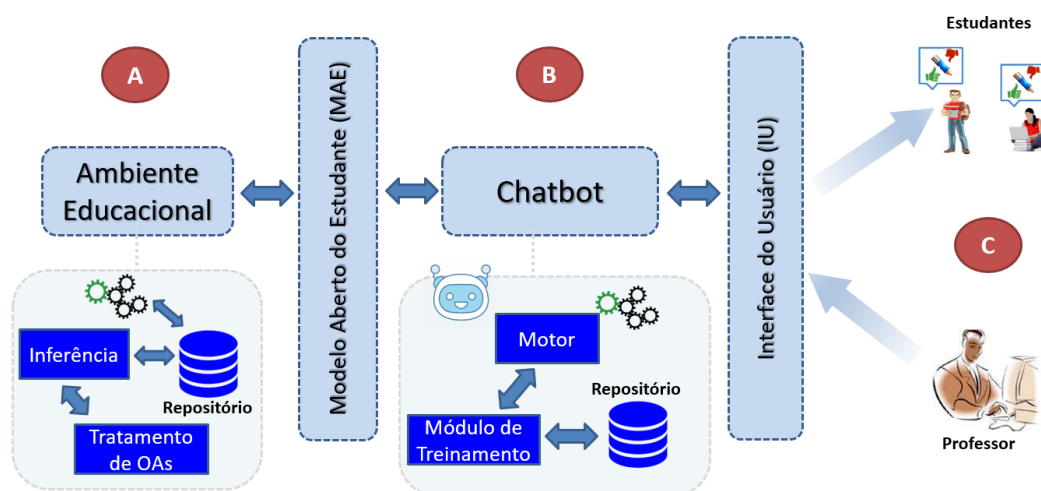 A
Ambiente
Educacional
Inferência
Repositório
Tratamento
de OAs
Modelo Aberto do Estudante (MAE)
B
Chatbot
Motor
Módulo de
Treinamento
Repositório
Interface do Usuário (IU)
Estudantes
C
Professor